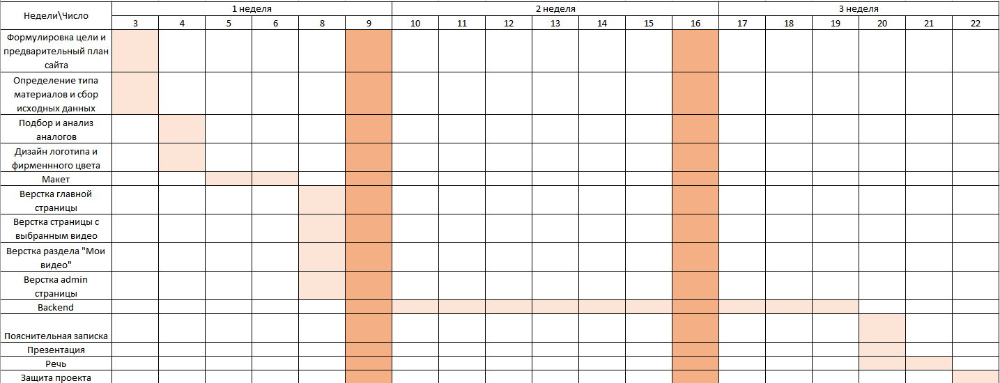 Недели\Число
1 неделя
2 неделя
3 неделя
3 4 5 6 8 9 10 11 12 13 14 15 16 17 18 19 20 21 22
Формулировка цели и
предварительный план
сайта
Определение типа
материалов и сбор
исходных данных
Подбор и анализ
аналогов
Дизайн логотипа и
фирменнного цвета
Макет
Верстка главной
страницы
Верстка страницы с
выбранным видео
Верстка раздела "Мои
видео"
Верстка admin
страницы
Backend
Пояснительная записка
Презентация
Речь
Защита проекта